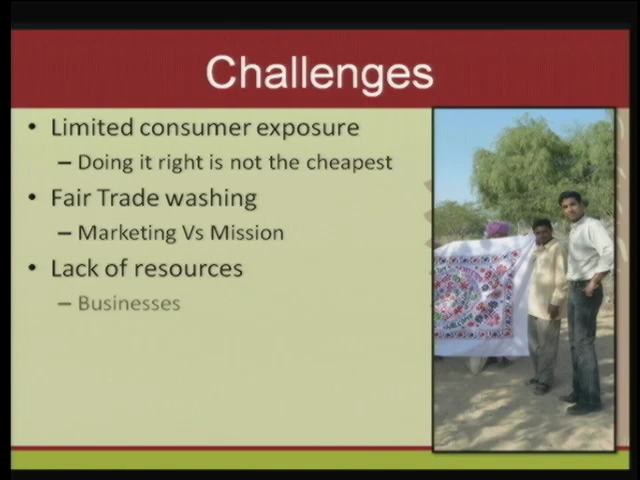 Challenges
• Limited consumer exposure
– Doing it right is not the cheapest
• Fair Trade washing
– Marketing Vs Mission
• Lack of resources
– Businesses
WELCOME